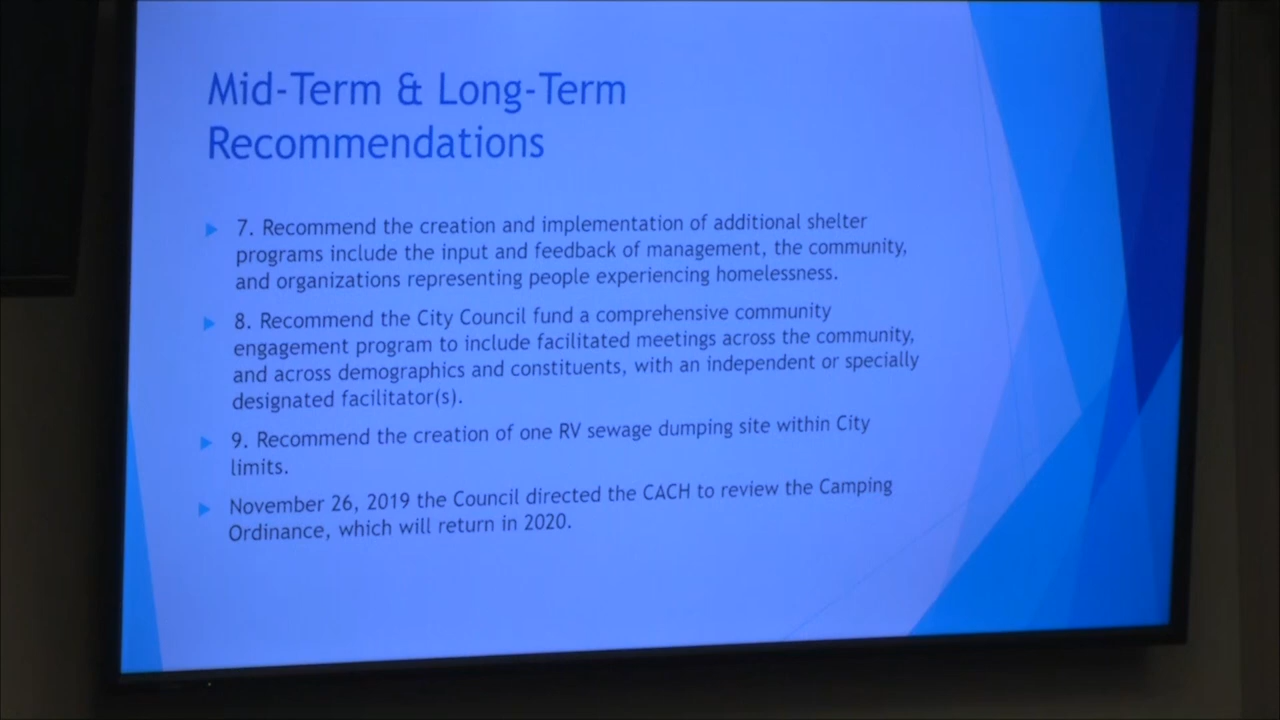 Mid-Term & Long-Term
Recommendations
7. Recommend the creation and implementation of additional shelter
programs include the input and feedback of management, the community,
and organizations representing people experiencing homelessness.
8. Recommend the City Council fund a comprehensive community
engagement program to include facilitated meetings across the community,
and across demographics and constituents, with an independent or specially
designated facilitator(s).
9. Recommend the creation of one RV sewage dumping site within City
limits.
November 26, 2019 the Council directed the CACH to review the Camping
Ordinance, which will return in 2020.